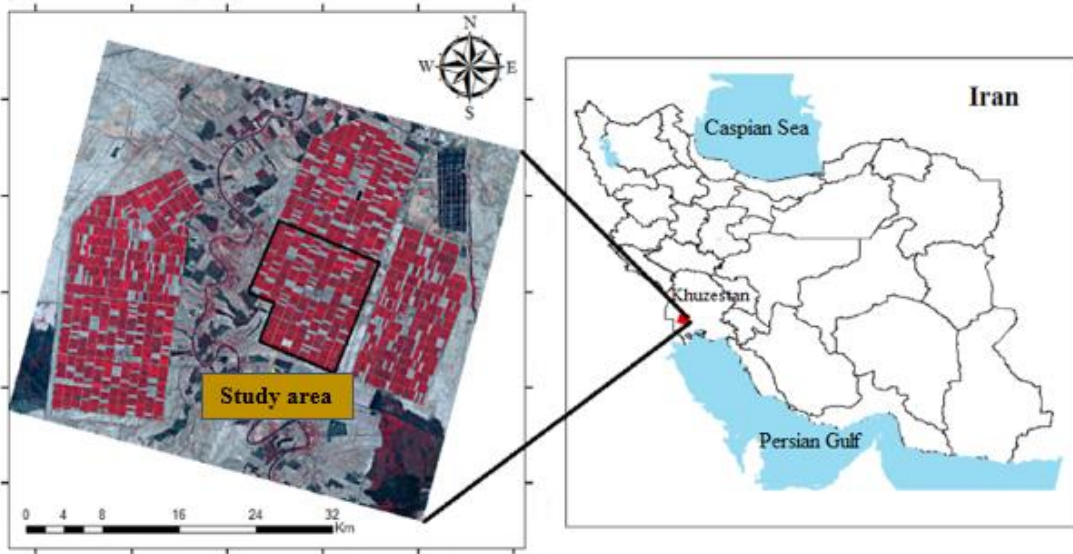 N
W E
S
Study area
0 4 8 16 24 32
Km
Iran
Caspian Sea
Khuzestan
Persian Gulf